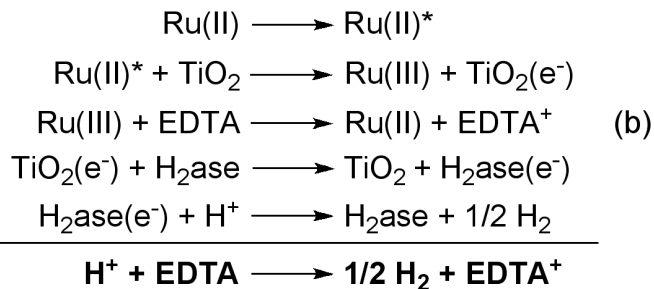 Ru(II) ⟶ Ru(II)*
Ru(II)* + TiO₂ ⟶ Ru(III) + TiO₂(e⁻)
Ru(III) + EDTA ⟶ Ru(II) + EDTA⁺ (b)
TiO₂(e⁻) + H₂ase ⟶ TiO₂ + H₂ase(e⁻)
H₂ase(e⁻) + H⁺ ⟶ H₂ase + 1/2 H₂
H⁺ + EDTA ⟶ 1/2 H₂ + EDTA⁺